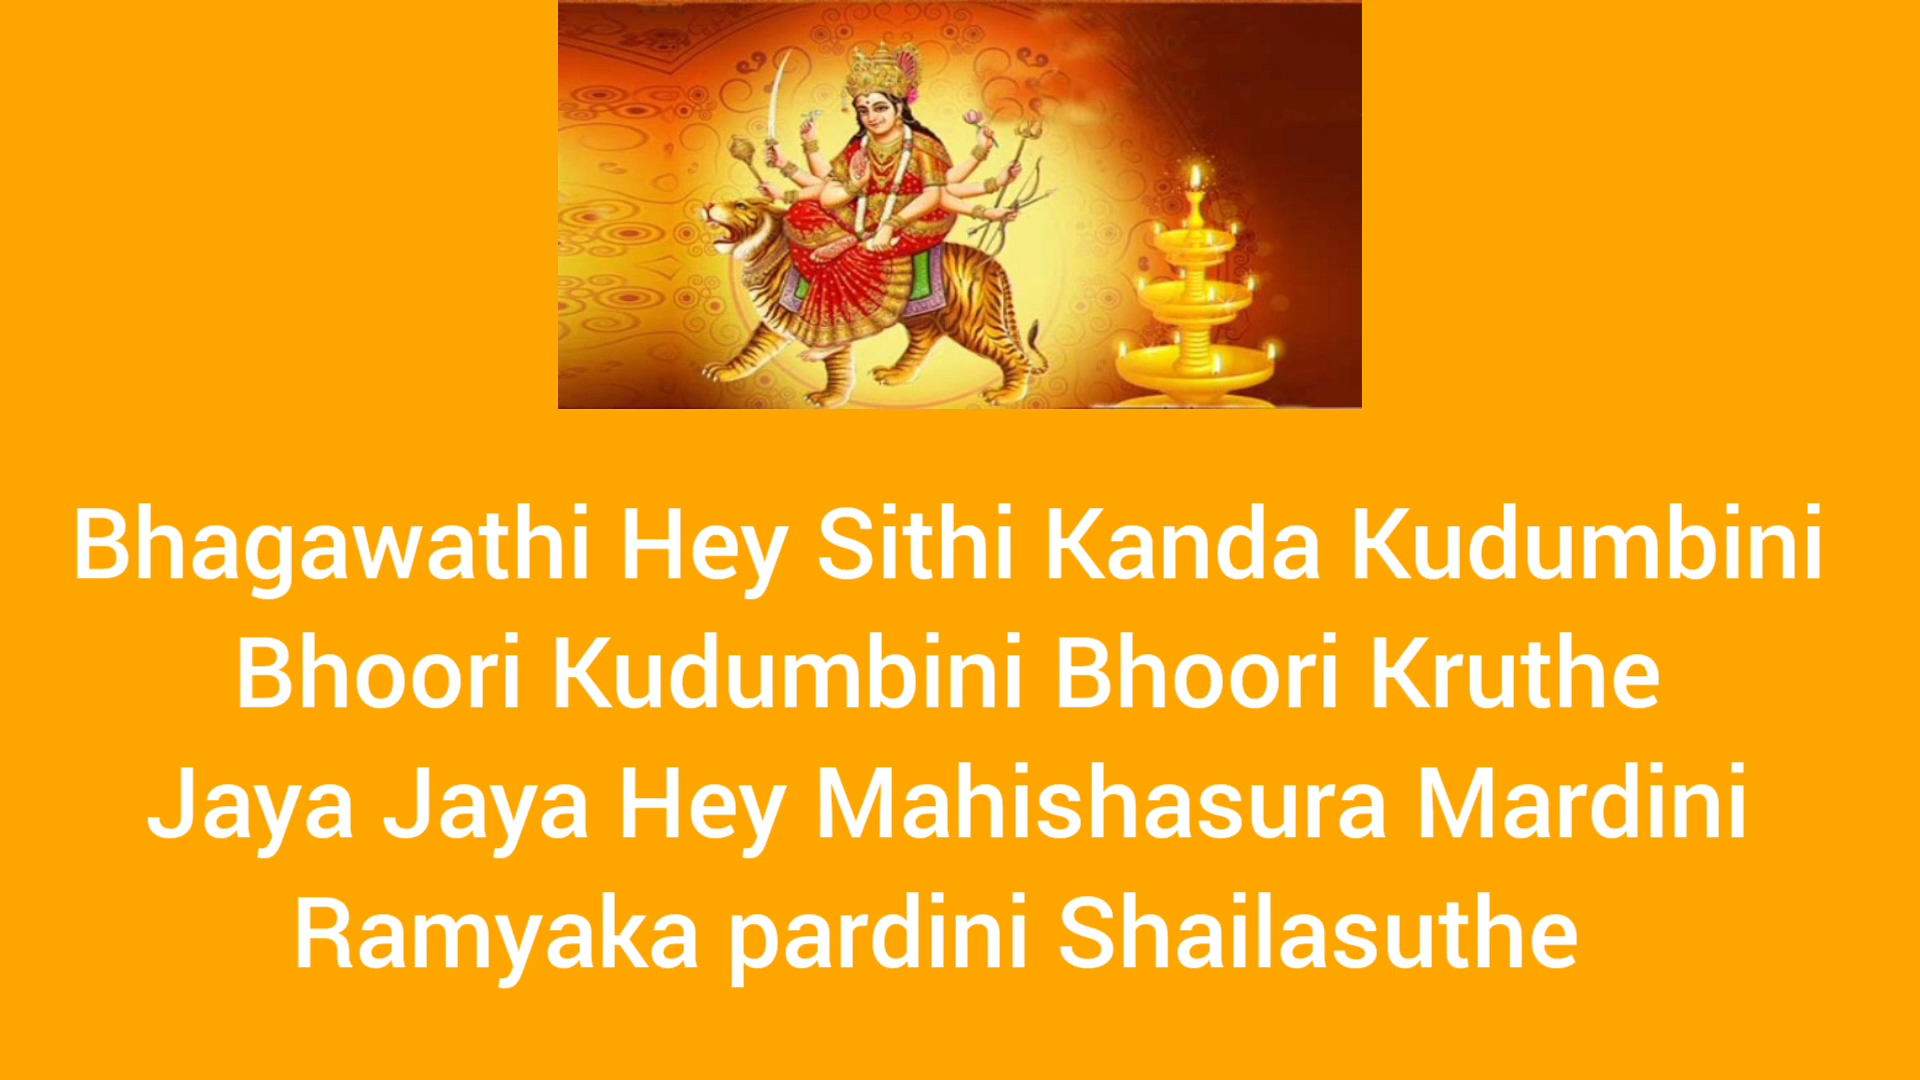 Bhagawathi Hey Sithi Kanda Kudumbini
Bhoori Kudumbini Bhoori Kruthe
Jaya Jaya Hey Mahishasura Mardini
Ramyaka pardini Shailasuthe